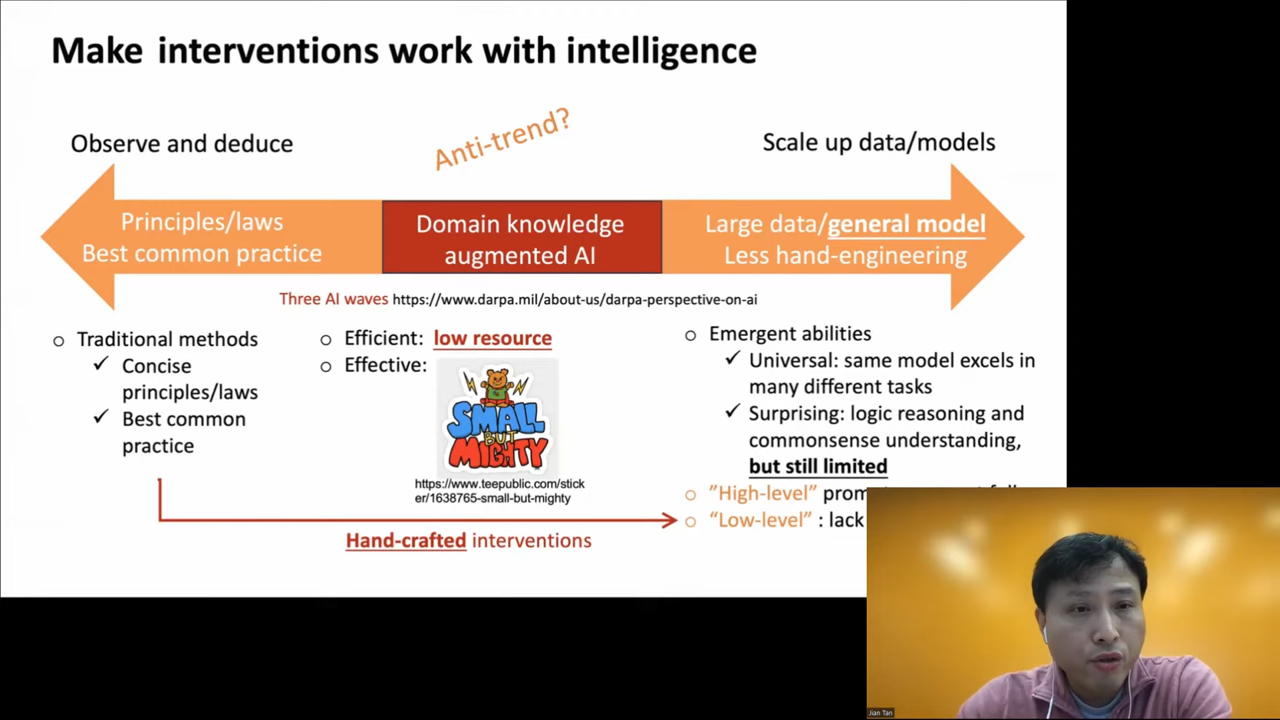 Make interventions work with intelligence
Anti-trend?
Observe and deduce
Scale up data/models
Principles/laws
Best common practice
Domain knowledge
augmented AI
Large data/general model
Less hand-engineering
Three AI waves https://www.darpa.mil/about-us/darpa-perspective-on-ai
o Traditional methods
✓ Concise
principles/laws
✓ Best common
practice
o Efficient: low resource
o Effective:
SMALL
BUT
MIGHTY
https://www.teepublic.com/stick
er/1638765-small-but-mighty
Hand-crafted interventions
o Emergent abilities
✓ Universal: same model excels in
many different tasks
✓ Surprising: logic reasoning and
commonsense understanding,
but still limited
o ”High-level”
o “Low-level” : lack
Jian Tan